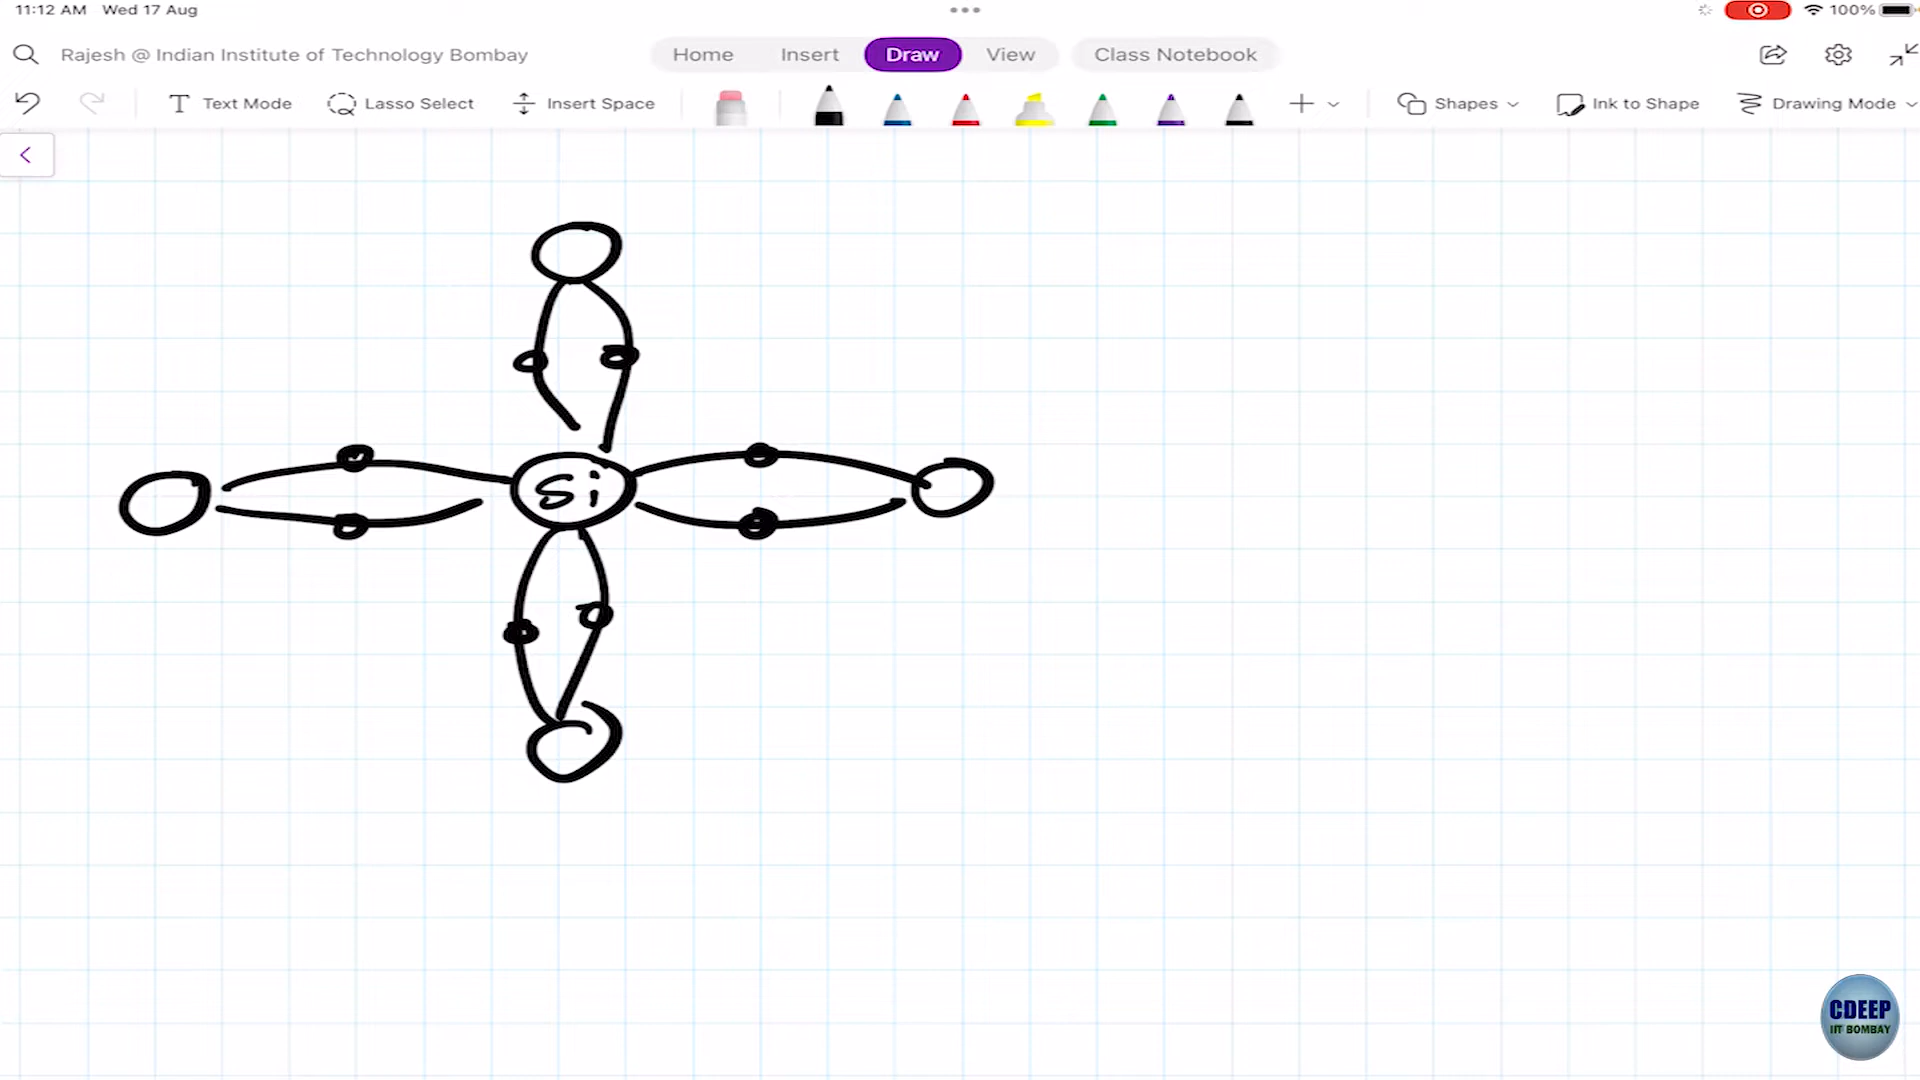 11:12 AM Wed 17 Aug 100%
Rajesh @ Indian Institute of Technology Bombay Home Insert Draw View Class Notebook
Text Mode Lasso Select Insert Space Shapes Ink to Shape Drawing Mode
Si
CDEEP
IIT BOMBAY